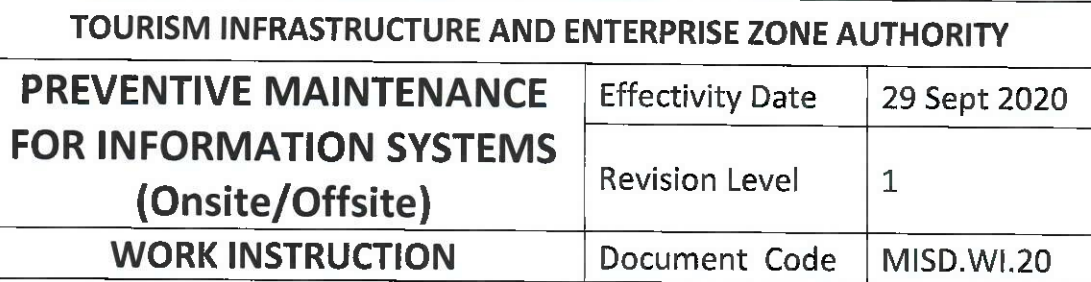 TOURISM INFRASTRUCTURE AND ENTERPRISE ZONE AUTHORITY
PREVENTIVE MAINTENANCE
FOR INFORMATION SYSTEMS
(Onsite/Offsite)
Effectivity Date 29 Sept 2020
Revision Level 1
WORK INSTRUCTION
Document Code MISD.WI.20